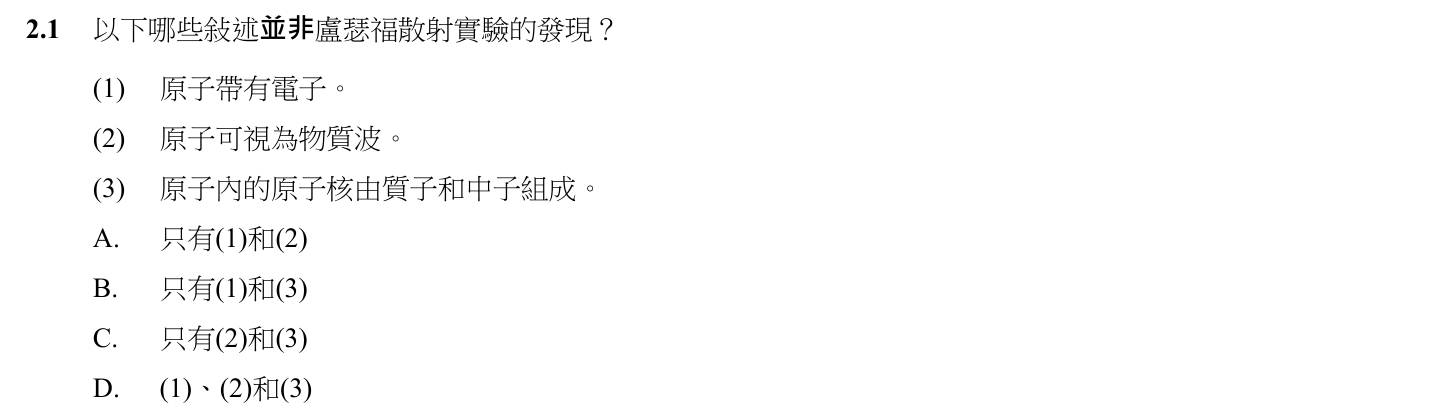 2.1 以下哪些敍述並非盧瑟福散射實驗的發現？
(1) 原子帶有電子。
(2) 原子可視為物質波。
(3) 原子內的原子核由質子和中子組成。
A. 只有(1)和(2)
B. 只有(1)和(3)
C. 只有(2)和(3)
D. (1)、(2)和(3)